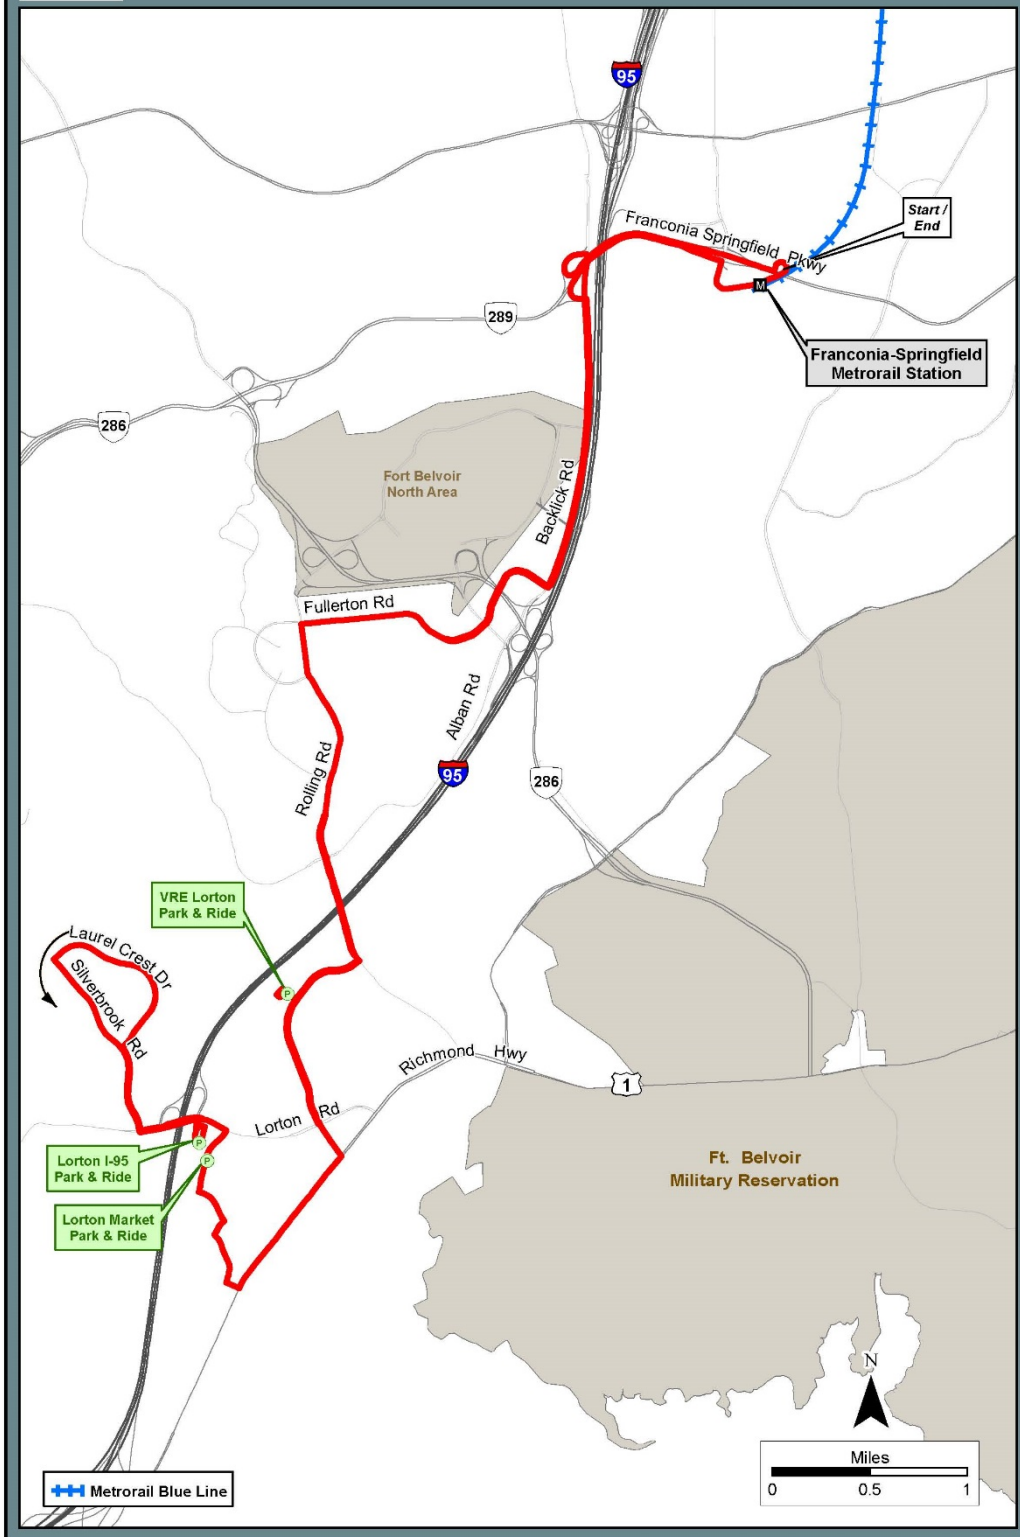 95
Start /
End
Franconia Springfield Pkwy
M
289
Franconia-Springfield
Metrorail Station
286
Fort Belvoir
North Area
Backlick Rd
Fullerton Rd
Alban Rd
Rolling Rd
95
286
VRE Lorton
Park & Ride
Laurel Crest Dr
Silverbrook Rd
P
Richmond Hwy
1
Lorton Rd
P
Lorton I-95
Park & Ride
P
Ft. Belvoir
Military Reservation
Lorton Market
Park & Ride
N
Miles
0 0.5 1
Metrorail Blue Line